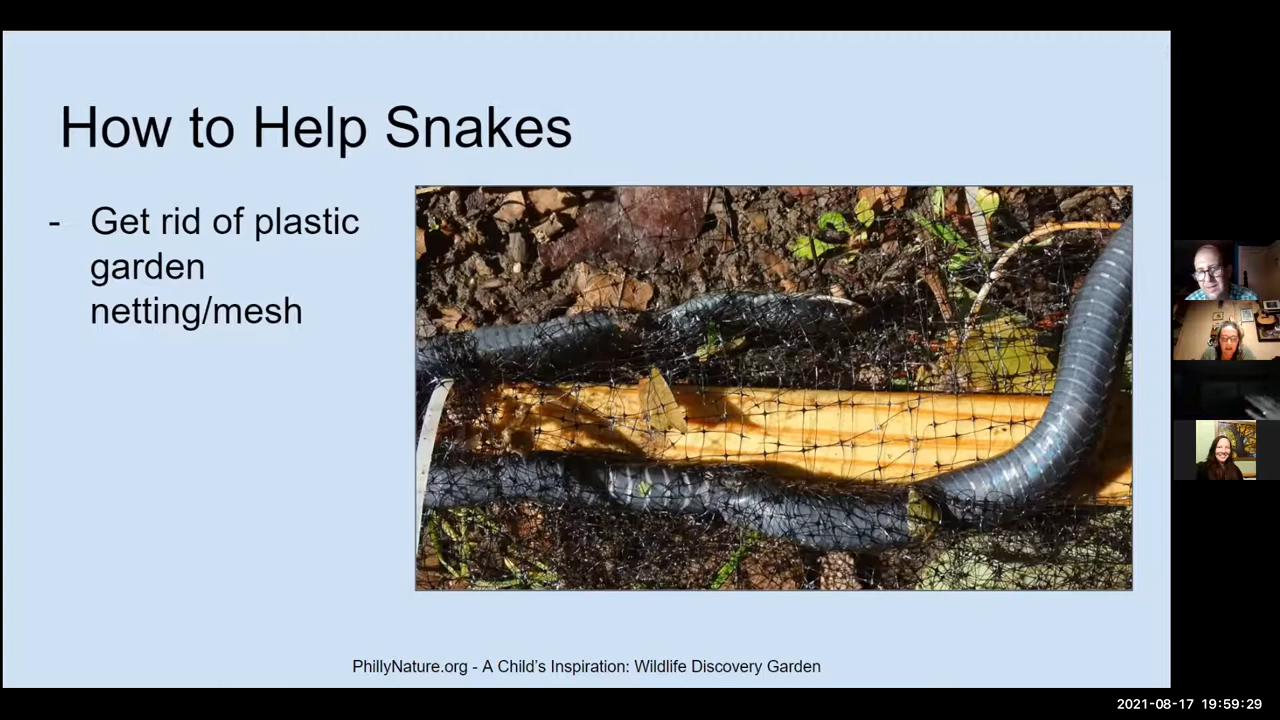 How to Help Snakes
- Get rid of plastic
garden
netting/mesh
PhillyNature.org - A Child's Inspiration: Wildlife Discovery Garden
2021-08-17 19:59:29